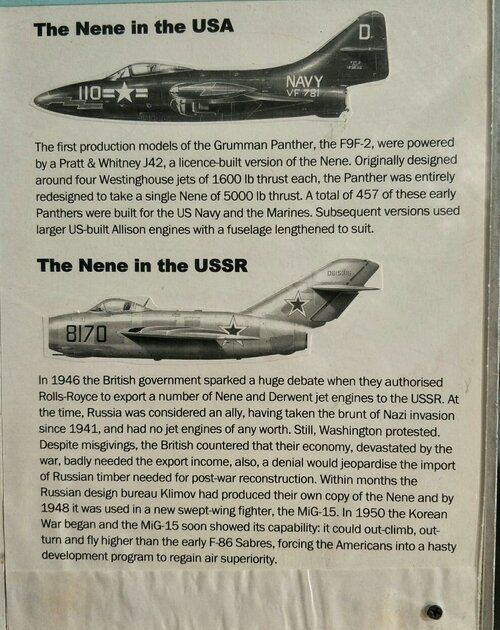 The Nene in the USA
D
110
NAVY
VF 781
The first production models of the Grumman Panther, the F9F-2, were powered
by a Pratt & Whitney J42, a licence-built version of the Nene. Originally designed
around four Westinghouse jets of 1600 lb thrust each, the Panther was entirely
redesigned to take a single Nene of 5000 lb thrust. A total of 457 of these early
Panthers were built for the US Navy and the Marines. Subsequent versions used
larger US-built Allison engines with a fuselage lengthened to suit.
The Nene in the USSR
8170
In 1946 the British government sparked a huge debate when they authorised
Rolls-Royce to export a number of Nene and Derwent jet engines to the USSR. At
the time, Russia was considered an ally, having taken the brunt of Nazi invasion
since 1941, and had no jet engines of any worth. Still, Washington protested.
Despite misgivings, the British countered that their economy, devastated by the
war, badly needed the export income, also, a denial would jeopardise the import
of Russian timber needed for post-war reconstruction. Within months the
Russian design bureau Klimov had produced their own copy of the Nene and by
1948 it was used in a new swept-wing fighter, the MiG-15. In 1950 the Korean
War began and the MiG-15 soon showed its capability: it could out-climb, out-
turn and fly higher than the early F-86 Sabres, forcing the Americans into a hasty
development program to regain air superiority.